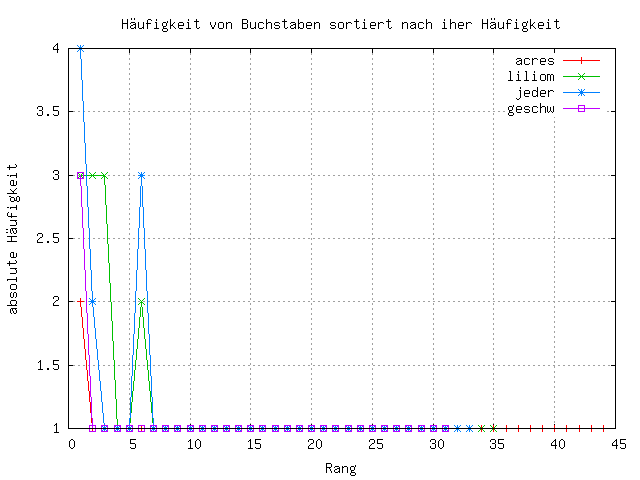 Häufigkeit von Buchstaben sortiert nach iher Häufigkeit
acres
liliom
jeder
geschw
absolute Häufigkeit
4
3.5
3
2.5
2
1.5
1
0 5 10 15 20 25 30 35 40 45
Rang